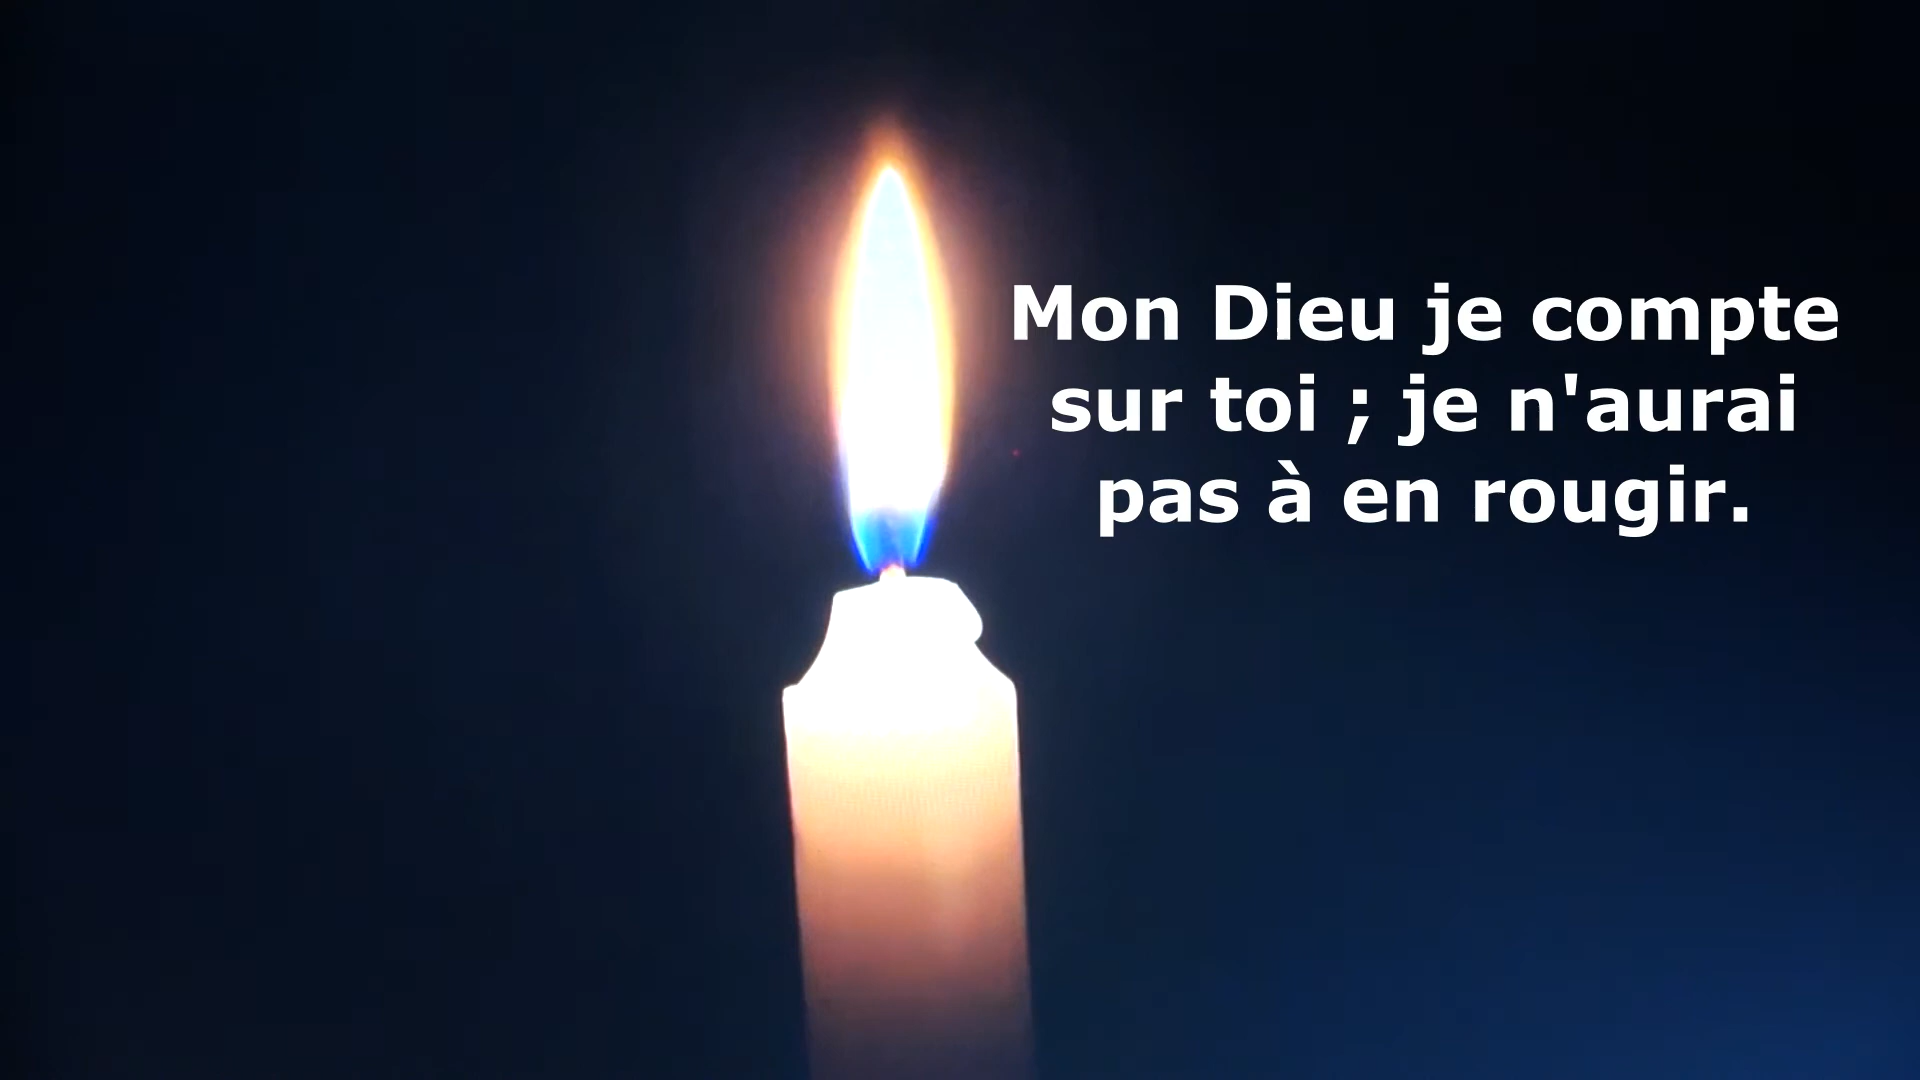 Mon Dieu je compte
sur toi ; je n'aurai
pas à en rougir.